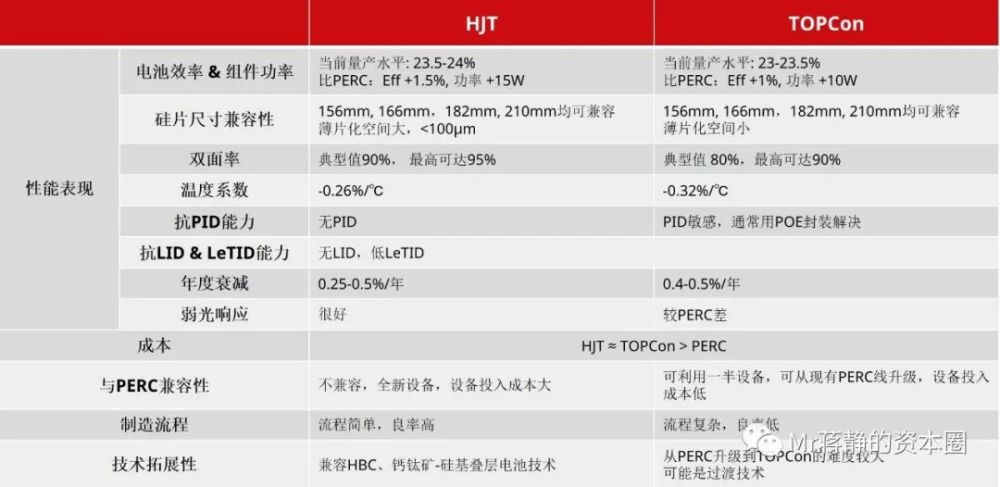 HJT
TOPCon
性能表现
电池效率 & 组件功率
当前量产水平: 23.5-24%
比PERC：Eff +1.5%, 功率 +15W
当前量产水平: 23-23.5%
比PERC：Eff +1%, 功率 +10W
硅片尺寸兼容性
156mm, 166mm，182mm, 210mm均可兼容
薄片化空间大，<100μm
156mm, 166mm，182mm, 210mm均可兼容
薄片化空间小
双面率
典型值90%， 最高可达95%
典型值 80%，最高可达90%
温度系数
-0.26%/℃
-0.32%/℃
抗PID能力
无PID
PID敏感，通常用POE封装解决
抗LID & LeTID能力
无LID，低LeTID
年度衰减
0.25-0.5%/年
0.4-0.5%/年
弱光响应
很好
较PERC差
成本
HJT ≈ TOPCon > PERC
与PERC兼容性
不兼容，全新设备，设备投入成本大
可利用一半设备，可从现有PERC线升级，设备投入
成本低
制造流程
流程简单，良率高
流程复杂，良率低
技术拓展性
兼容HBC、钙钛矿-硅基叠层电池技术
从PERC升级到TOPCon的难度较大
可能是过渡技术
Mr蒋静的资本圈